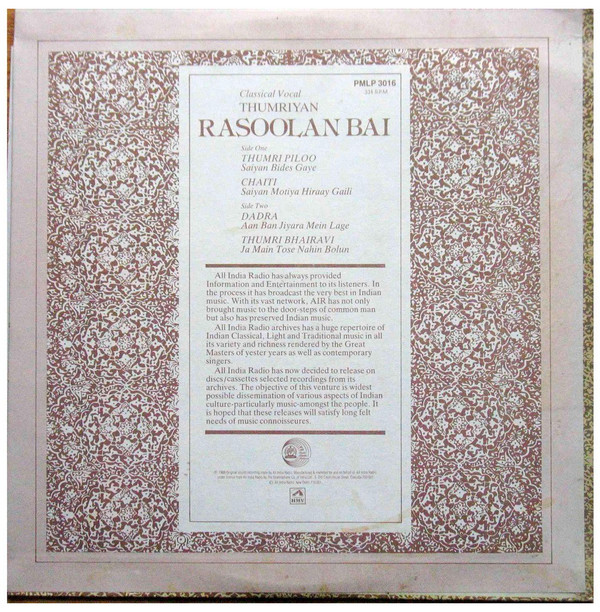 PMLP 3016
Classical Vocal
THUMRIYAN
RASOOLAN BAI
Side One
THUMRI PILOO
Saiyan Bides Gaye
CHAITI
Saiyan Motiya Hiraay Gaili
Side Two
DADRA
Aan Ban Jiyara Mein Lage
THUMRI BHAIRAVI
Ja Main Tose Nahin Bolun
All India Radio has always provided
Information and Entertainment to its listeners. In
the process it has broadcast the very best in Indian
music. With its vast network, AIR has not only
brought music to the door-steps of common man
but also has preserved Indian music.
All India Radio archives has a huge repertoire of
Indian Classical, Light and Traditional music in all
its variety and richness rendered by the Great
Masters of yester years as well as contemporary
singers.
All India Radio has now decided to release on
discs/cassettes selected recordings from its
archives. The objective of this venture is widest
possible dissemination of various aspects of Indian
culture-particularly music-amongst the people. It
is hoped that these releases will satisfy long felt
needs of music connoisseures.
HMV